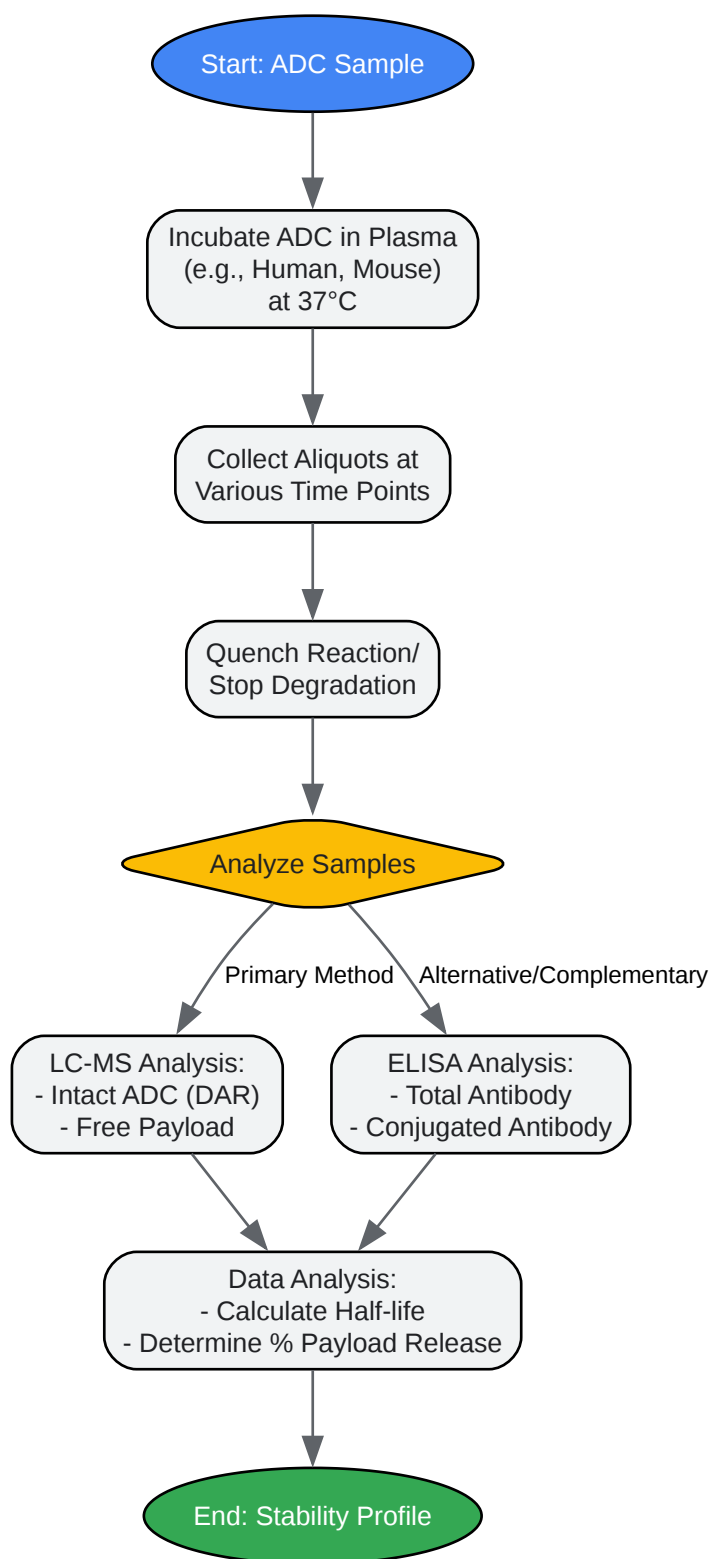 Start: ADC Sample
Incubate ADC in Plasma
(e.g., Human, Mouse)
at 37°C
Collect Aliquots at
Various Time Points
Quench Reaction/
Stop Degradation
Analyze Samples
Primary Method
Alternative/Complementary
LC-MS Analysis:
- Intact ADC (DAR)
- Free Payload
ELISA Analysis:
- Total Antibody
- Conjugated Antibody
Data Analysis:
- Calculate Half-life
- Determine % Payload Release
End: Stability Profile